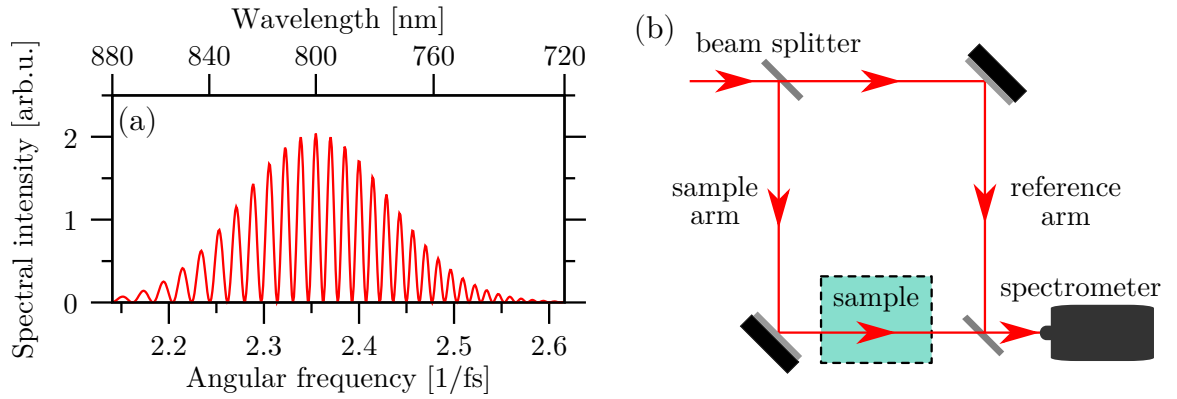 Wavelength [nm]
880 840 800 760 720
Spectral intensity [arb.u.]
(a)
2
1
0
2.2 2.3 2.4 2.5 2.6
Angular frequency [1/fs]
(b)
beam splitter
sample
arm
reference
arm
sample
spectrometer